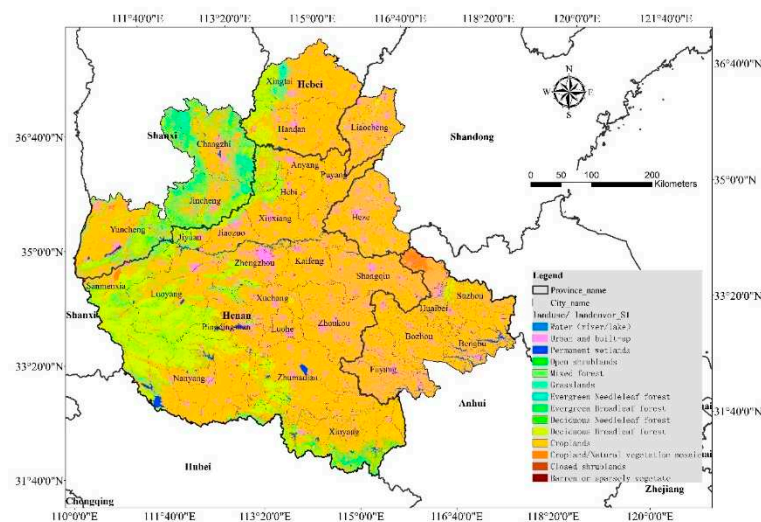 111°40'0"E 113°20'0"E 115°0'0"E 116°40'0"E 118°20'0"E 120°0'0"E 121°40'0"E
36°40'0"N
35°0'0"N
33°20'0"N
31°40'0"N
36°40'0"N
35°0'0"N
33°20'0"N
31°40'0"N
N
W E
S
0 50 100 200
Kilometers
Xingtai
Hebei
Handan
Liaocheng
Shandong
Shanxi
Changzhi
Anyang
Puyang
Hebi
Jincheng
Xinxiang
Heze
Yuncheng
Jiyuan
Jiaozuo
Zhengzhou
Kaifeng
Shangqiu
Sanmenxia
Luoyang
Xuchang
Suzhou
Huaibei
Henan
Pingdingshan
Luohe
Zhoukou
Bozhou
Bengbu
Fuyang
Nanyang
Zhumadian
Anhui
Xinyang
Hubei
Chongqing
Zhejiang
Legend
Province_name
City_name
landuse/ landcover_S1
Water (river/lake)
Urban and built-up
Permanent wetlands
Open shrublands
Mixed forest
Grasslands
Evergreen Needleleaf forest
Evergreen Broadleaf forest
Deciduous Needleleaf forest
Deciduous Broadleaf forest
Croplands
Cropland/Natural vegetation mosaic
Closed shrublands
Barren or sparsely vegetate
110°0'0"E 111°40'0"E 113°20'0"E 115°0'0"E 116°40'0"E 118°20'0"E 120°0'0"E